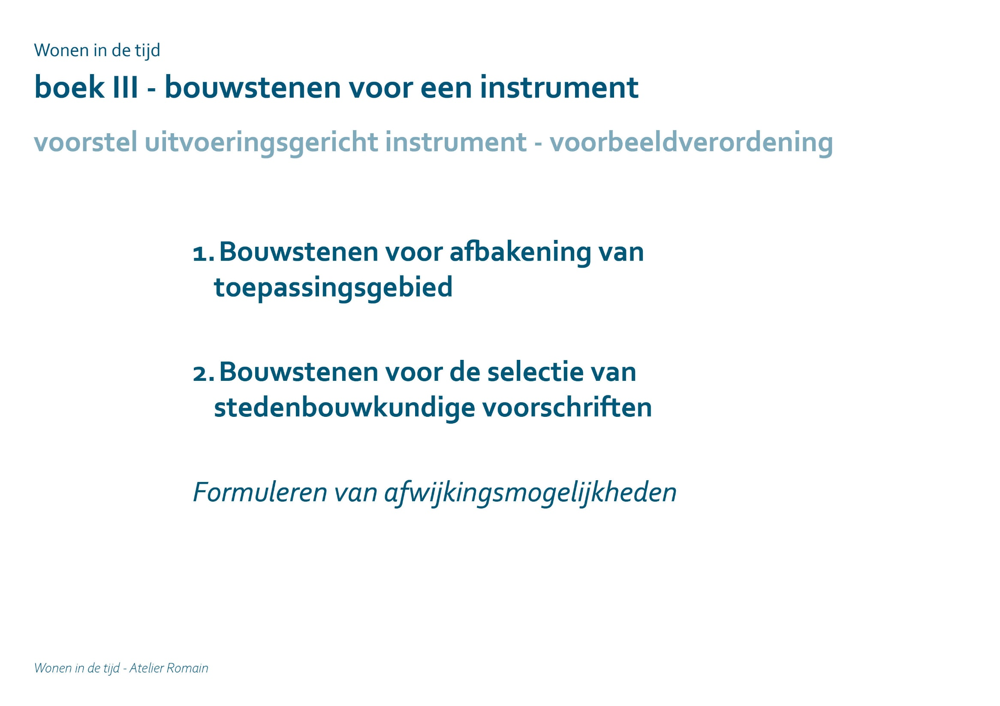 Wonen in de tijd
boek III - bouwstenen voor een instrument
voorstel uitvoeringsgericht instrument - voorbeeldverordening
1. Bouwstenen voor afbakening van
toepassingsgebied
2. Bouwstenen voor de selectie van
stedenbouwkundige voorschriften
Formuleren van afwijkingsmogelijkheden
Wonen in de tijd - Atelier Romain